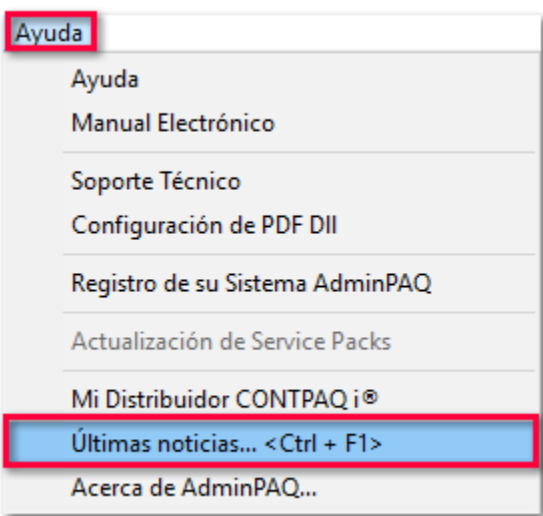 Ayuda
Ayuda
Manual Electrónico
Soporte Técnico
Configuración de PDF Dll
Registro de su Sistema AdminPAQ
Actualización de Service Packs
Mi Distribuidor CONTPAQ i®
Últimas noticias... <Ctrl + F1>
Acerca de AdminPAQ...